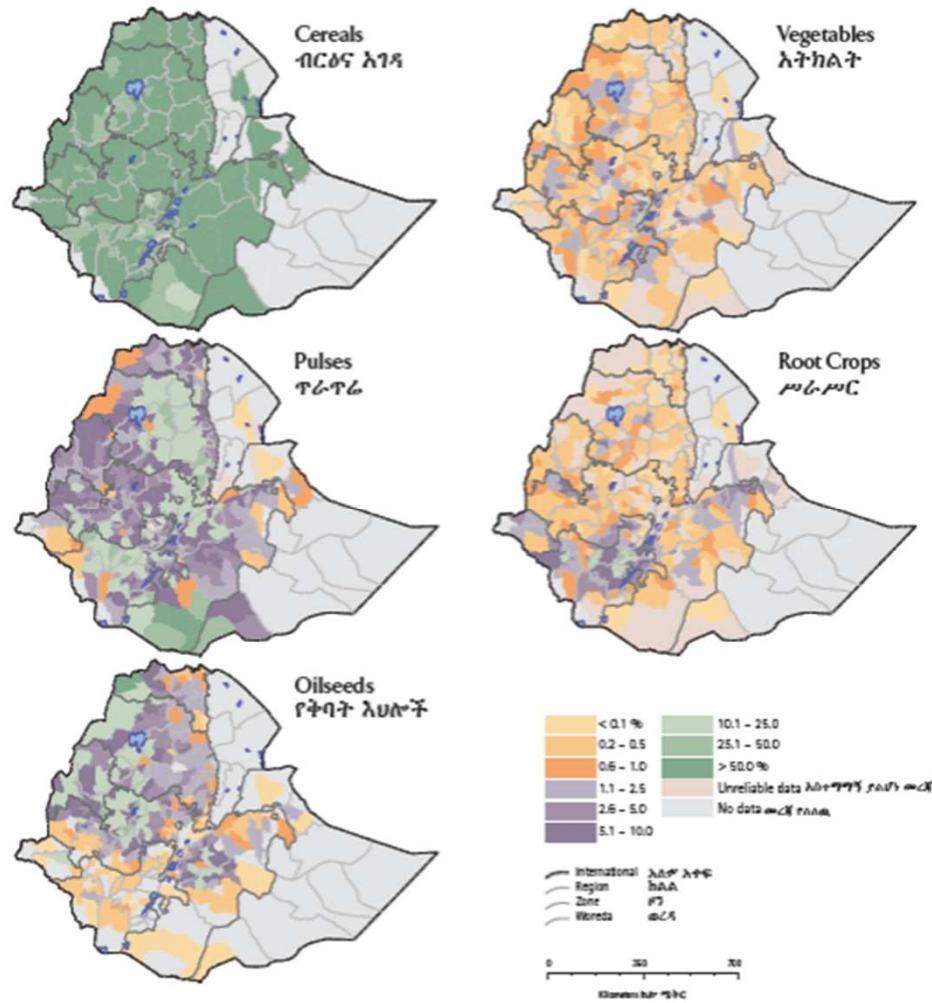 Cereals
ብርዕና አገዳ
Vegetables
አትክልት
Pulses
ጥራጥሬ
Root Crops
ሥራሥር
Oilseeds
የቅባት እህሎች
< 0.1 %
0.2 – 0.5
0.6 – 1.0
1.1 – 2.5
2.6 – 5.0
5.1 – 10.0
10.1 – 25.0
25.1 – 50.0
> 50.0 %
Unreliable data
No data
International
Region ክልል
Zone ዞን
Woreda ወረዳ
0 350 700
Kilometers